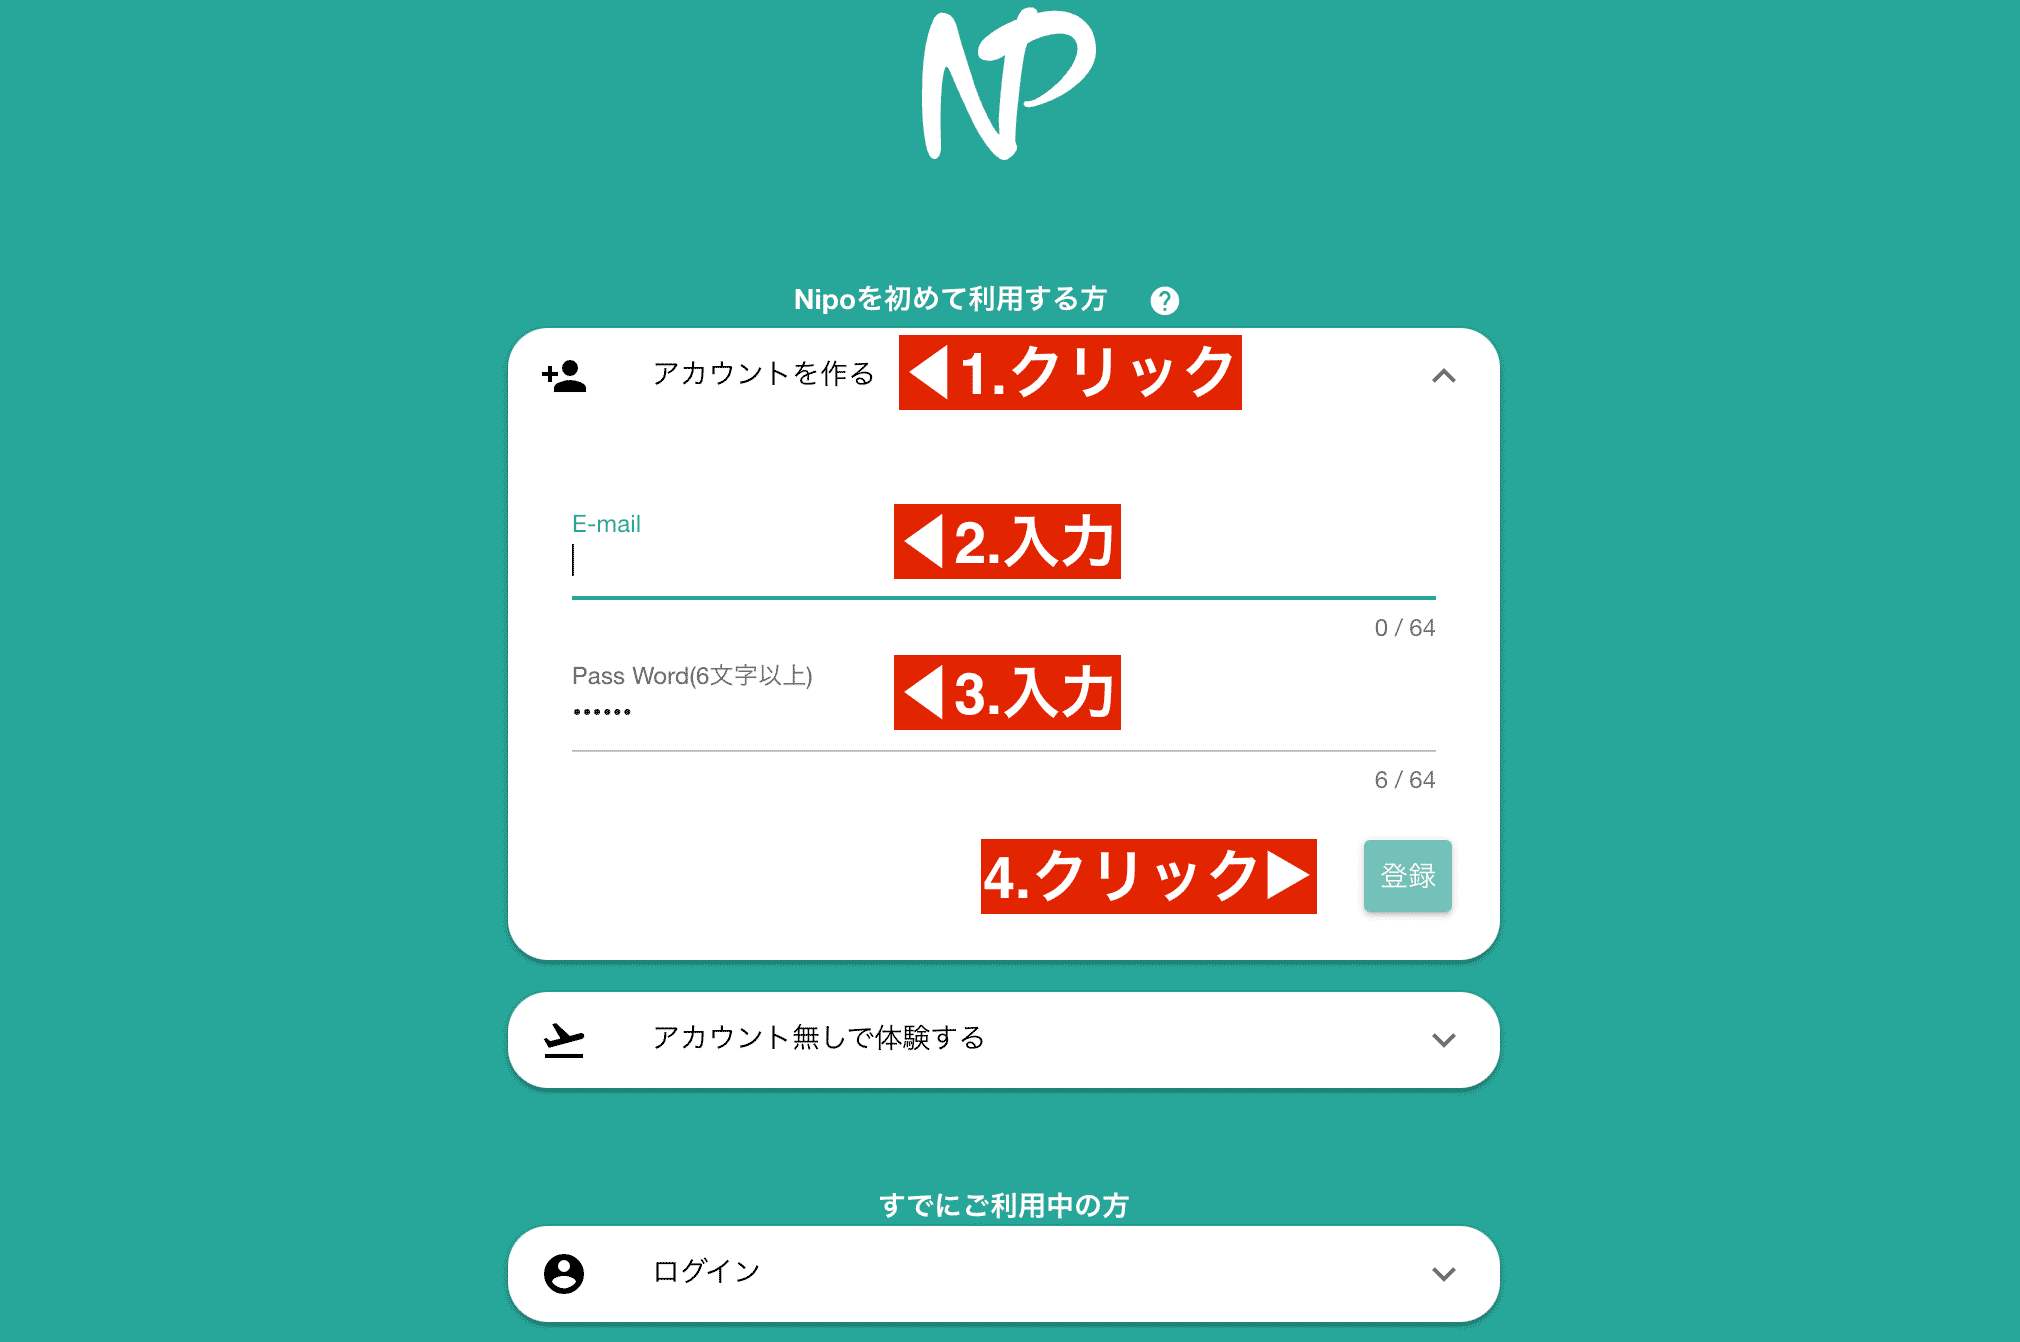 NP
Nipoを初めて利用する方 ?
アカウントを作る ◀1.クリック
E-mail ◀2.入力
0 / 64
Pass Word(6文字以上) ◀3.入力
••••••
6 / 64
4.クリック▶ 登録
アカウント無しで体験する
すでにご利用中の方
ログイン